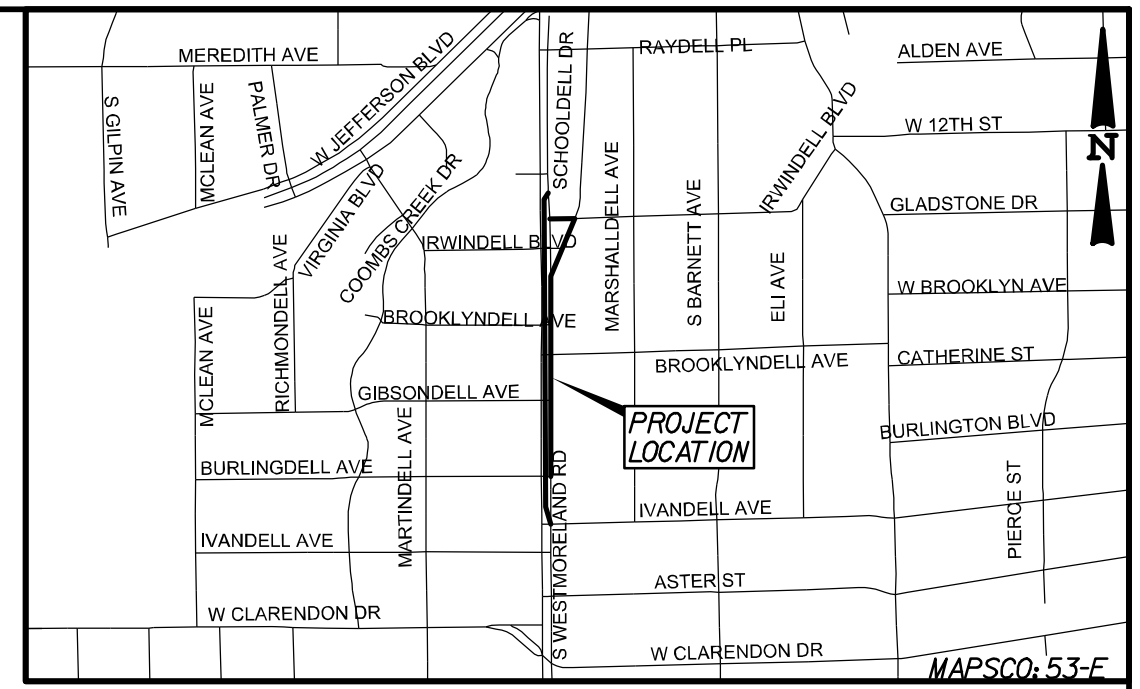 MEREDITH AVE
W JEFFERSON BLVD
SCHOOLDELL DR
RAYDELL PL
ALDEN AVE
S GILPIN AVE
MCLEAN AVE
PALMER DR
W 12TH ST
N
IRWINDELL BLVD
MARSHALLDELL AVE
S BARNETT AVE
GLADSTONE DR
VIRGINIA BLVD
COOMBS CREEK DR
IRWINDELL BLVD
RICHMONDELL AVE
ELI AVE
W BROOKLYN AVE
BROOKLYNDELL AVE
MCLEAN AVE
BROOKLYNDELL AVE
CATHERINE ST
GIBSONDELL AVE
PROJECT
LOCATION
BURLINGTON BLVD
MARTINDELL AVE
BURLINGDELL AVE
S WESTMORELAND RD
IVANDELL AVE
PIERCE ST
IVANDELL AVE
ASTER ST
W CLARENDON DR
W CLARENDON DR
MAPSCO: 53-E